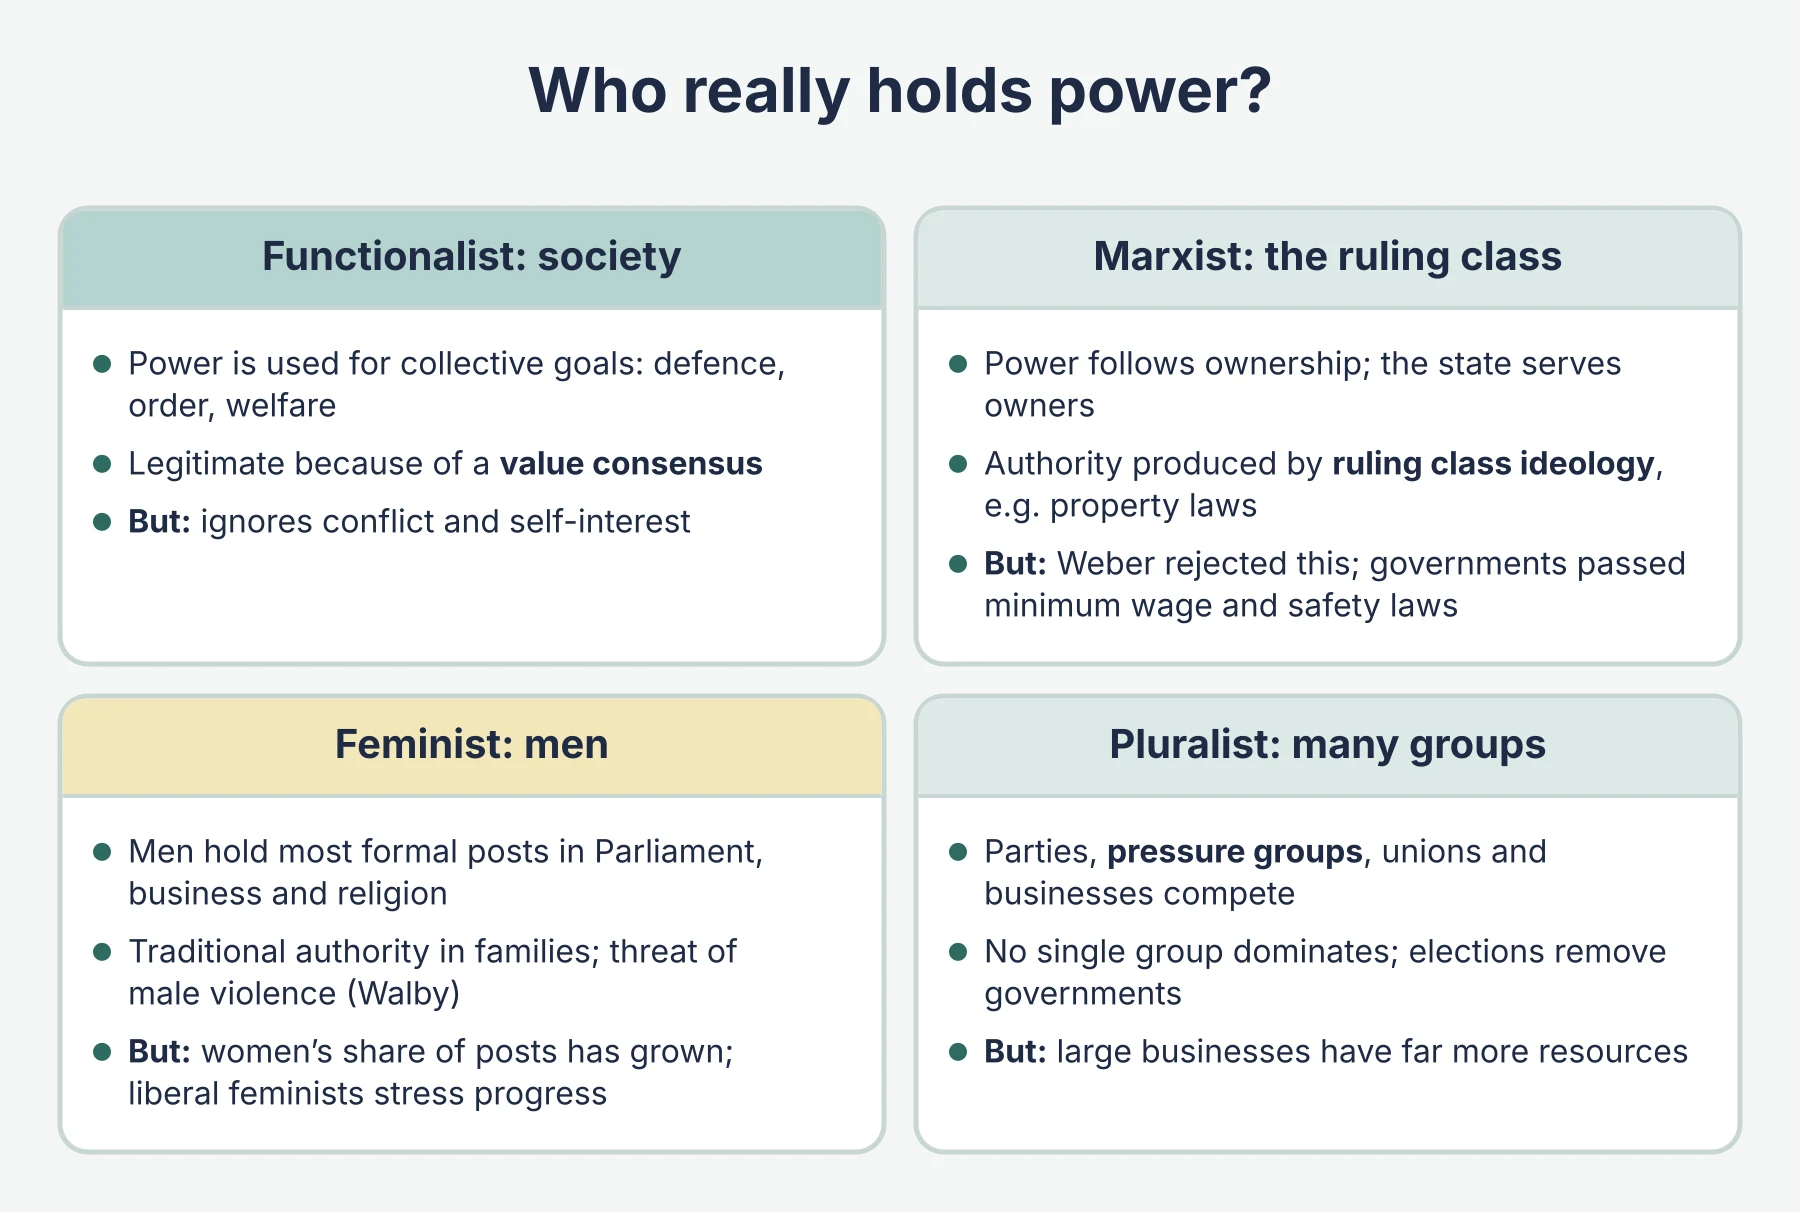 Who really holds power?
Functionalist: society
Power is used for collective goals: defence,
order, welfare
Legitimate because of a value consensus
But: ignores conflict and self-interest
Marxist: the ruling class
Power follows ownership; the state serves
owners
Authority produced by ruling class ideology,
e.g. property laws
But: Weber rejected this; governments passed
minimum wage and safety laws
Feminist: men
Men hold most formal posts in Parliament,
business and religion
Traditional authority in families; threat of
male violence (Walby)
But: women’s share of posts has grown;
liberal feminists stress progress
Pluralist: many groups
Parties, pressure groups, unions and
businesses compete
No single group dominates; elections remove
governments
But: large businesses have far more resources